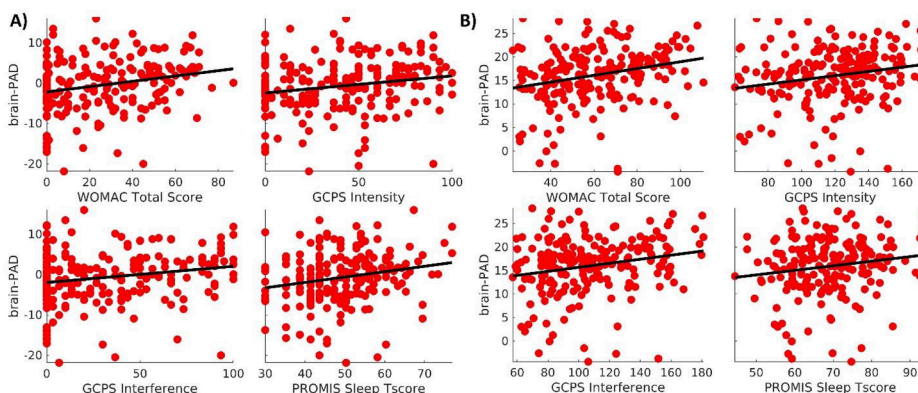 A)
10
0
-10
-20
brain-PAD
0 20 40 60 80
WOMAC Total Score
0 50 100
GCPS Intensity
10
0
-10
-20
brain-PAD
0 50 100
GCPS Interference
30 40 50 60 70
PROMIS Sleep Tscore
B)
25
20
15
10
5
0
brain-PAD
40 60 80 100
WOMAC Total Score
80 100 120 140 160
GCPS Intensity
25
20
15
10
5
0
brain-PAD
60 80 100 120 140 160 180
GCPS Interference
50 60 70 80 90
PROMIS Sleep Tscore